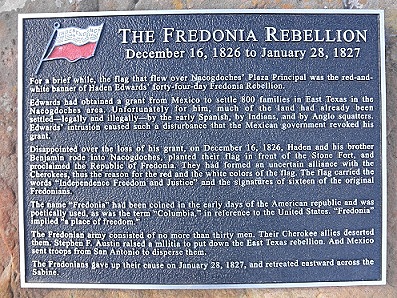 THE FREDONIA REBELLION
December 16, 1826 to January 28, 1827
For a brief while, the flag that flew over Nacogdoches' Plaza Principal was the red-and-
white banner of Haden Edwards' forty-four-day Fredonia Rebellion.
Edwards had obtained a grant from Mexico to settle 800 families in East Texas in the
Nacogdoches area. Unfortunately for him, much of the land had already been
settled—legally and illegally—by the early Spanish, by Indians, and by Anglo squatters.
Edwards' intrusion caused such a disturbance that the Mexican government revoked his
grant.
Disappointed over the loss of his grant, on December 16, 1826, Haden and his brother
Benjamin rode into Nacogdoches, planted their flag in front of the Stone Fort, and
proclaimed the Republic of Fredonia. They had formed an uncertain alliance with the
Cherokees, thus the reason for the red and the white colors of the flag. The flag carried the
words "Independence Freedom and Justice" and the signatures of sixteen of the original
Fredonians.
The name "Fredonia" had been coined in the early days of the American republic and was
poetically used, as was the term "Columbia," in reference to the United States. "Fredonia"
implied "a place of freedom."
The Fredonian army consisted of no more than thirty men. Their Cherokee allies deserted
them. Stephen F. Austin raised a militia to put down the East Texas rebellion. And Mexico
sent troops from San Antonio to disperse them.
The Fredonians gave up their cause on January 28, 1827, and retreated eastward across the
Sabine.